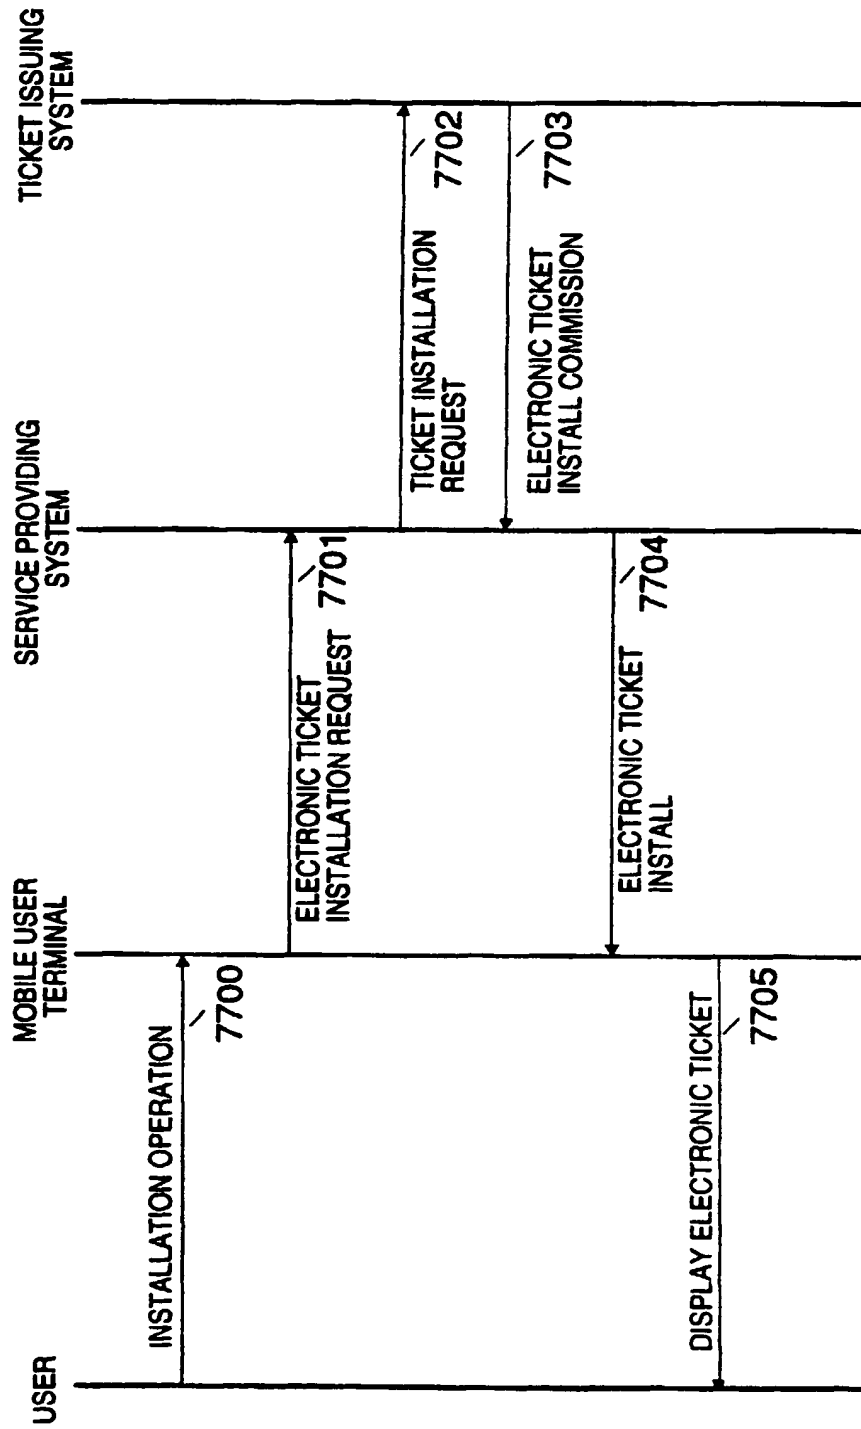 USER
MOBILE USER
TERMINAL
SERVICE PROVIDING
SYSTEM
TICKET ISSUING
SYSTEM
INSTALLATION OPERATION
7700
ELECTRONIC TICKET
INSTALLATION REQUEST
7701
TICKET INSTALLATION
REQUEST
7702
ELECTRONIC TICKET
INSTALL COMMISSION
7703
ELECTRONIC TICKET
INSTALL
7704
DISPLAY ELECTRONIC TICKET
7705